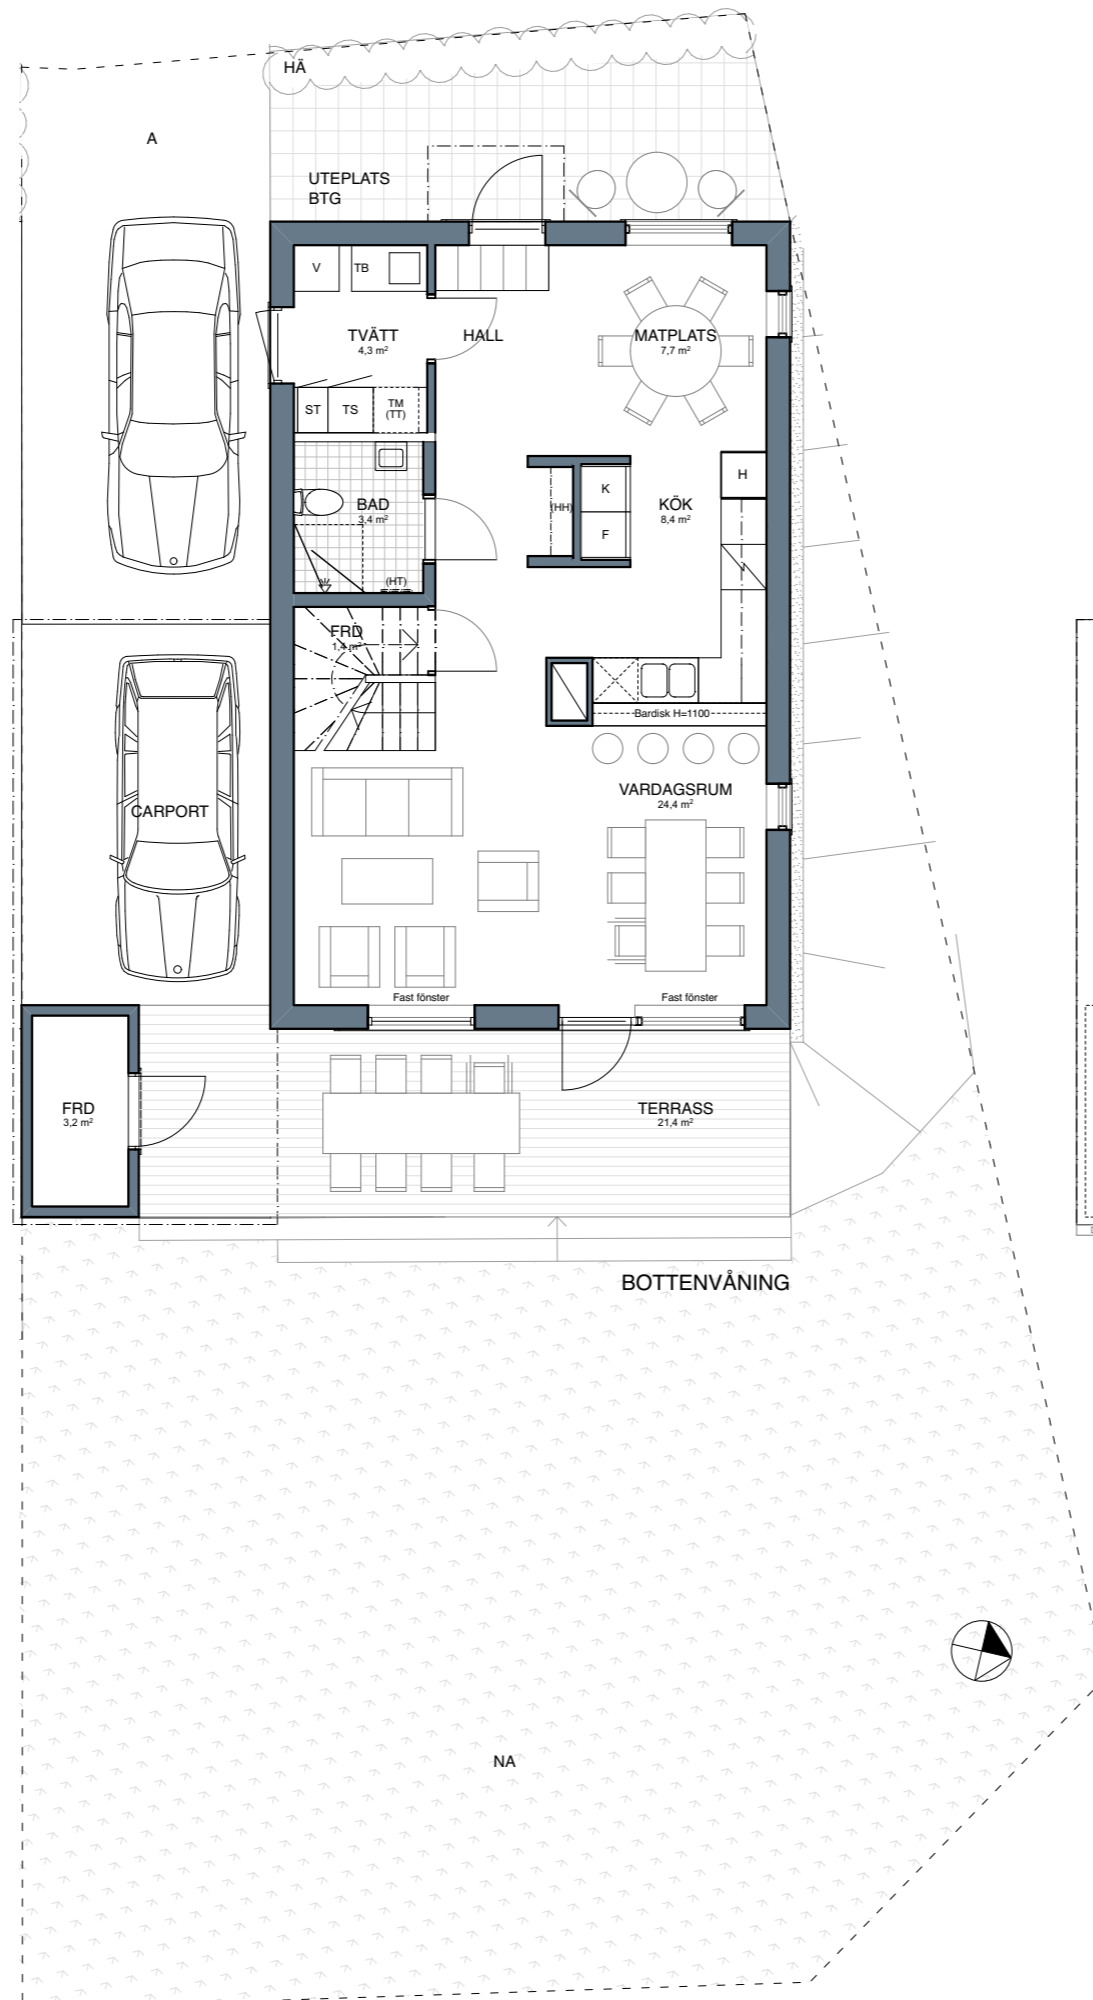 HÄ
A
UTEPLATS
BTG
V
TB
TVÄTT
4,3 m²
HALL
MATPLATS
7,7 m²
ST
TS
TM
(TT)
BAD
3,4 m²
(HT)
(HH)
K
F
KÖK
8,4 m²
H
FRD
1,4 m²
Bardisk H=1100
VARDAGSRUM
24,4 m²
CARPORT
Fast fönster
Fast fönster
FRD
3,2 m²
TERRASS
21,4 m²
BOTTENVÅNING
NA